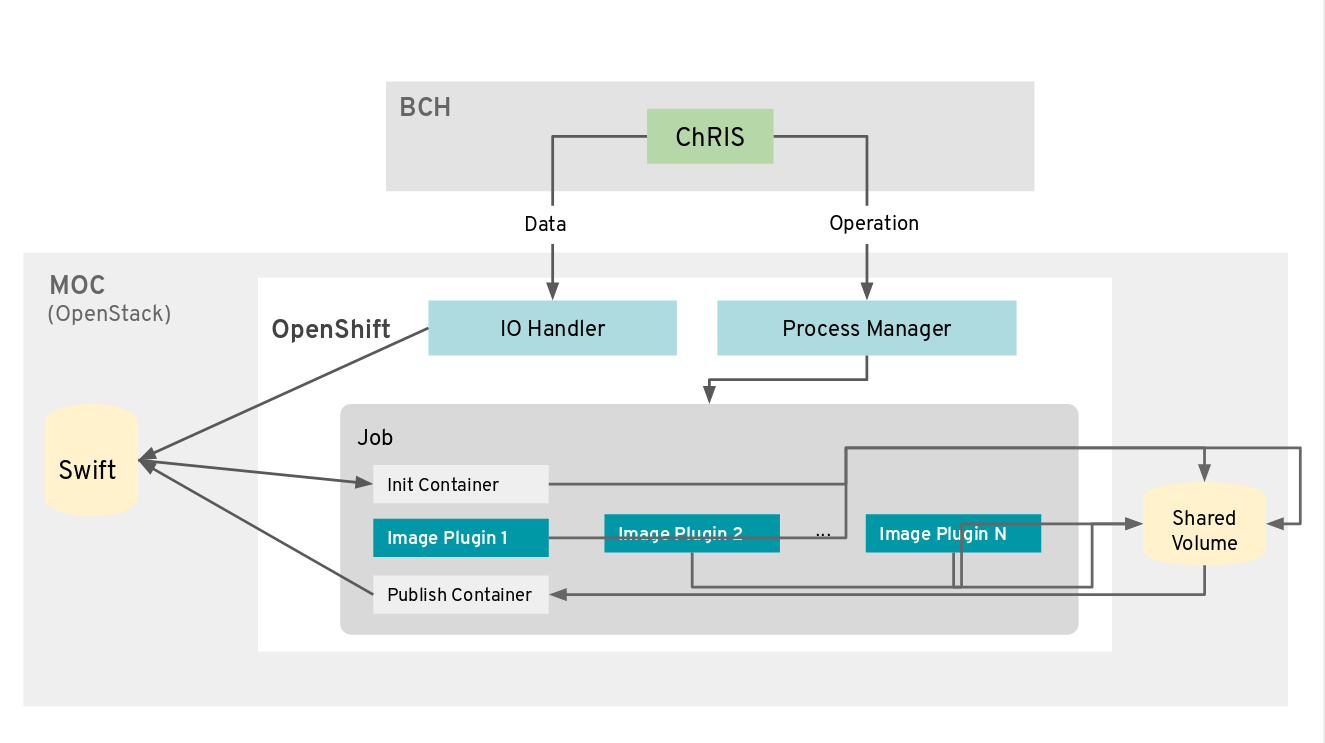 BCH
ChRIS
Data
Operation
MOC
(OpenStack)
OpenShift
IO Handler
Process Manager
Job
Swift
Init Container
Image Plugin 1
Image Plugin 2
...
Image Plugin N
Publish Container
Shared
Volume